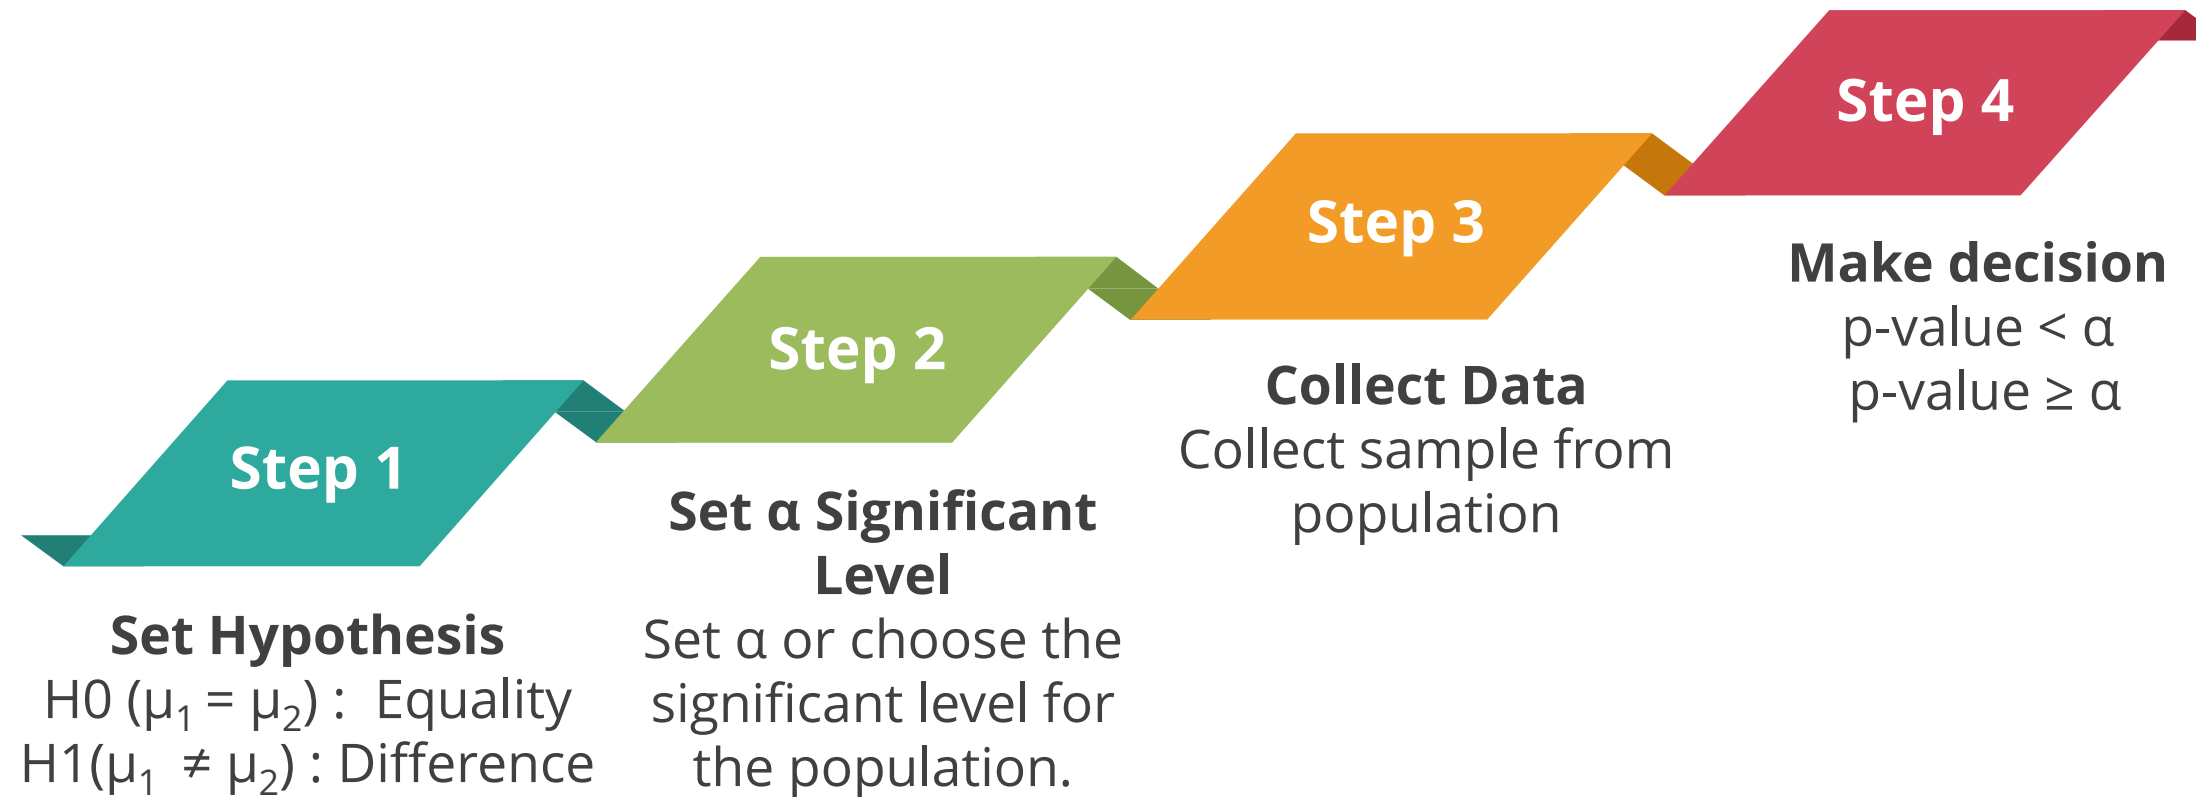 Step 1
Set Hypothesis
H0 (μ₁ = μ₂) : Equality
H1(μ₁ ≠ μ₂) : Difference
Step 2
Set α Significant
Level
Set α or choose the
significant level for
the population.
Step 3
Collect Data
Collect sample from
population
Step 4
Make decision
p-value < α
p-value ≥ α